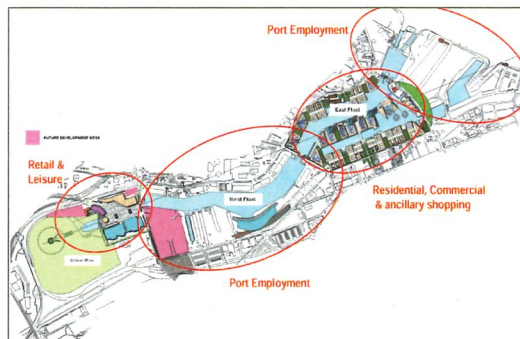 Port Employment
East Float
FUTURE DEVELOPMENT SITES
Retail &
Leisure
West Float
Residential, Commercial
& ancillary shopping
Port Employment